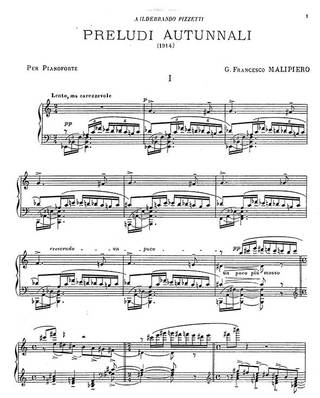 A ILDEBRANDO PIZZETTI
1
PRELUDI AUTUNNALI
(1914)
PER PIANOFORTE
G. FRANCESCO MALIPIERO
I
Lento, ma carezzevole
pp
crescendo - un poco
pp
un poco più mosso